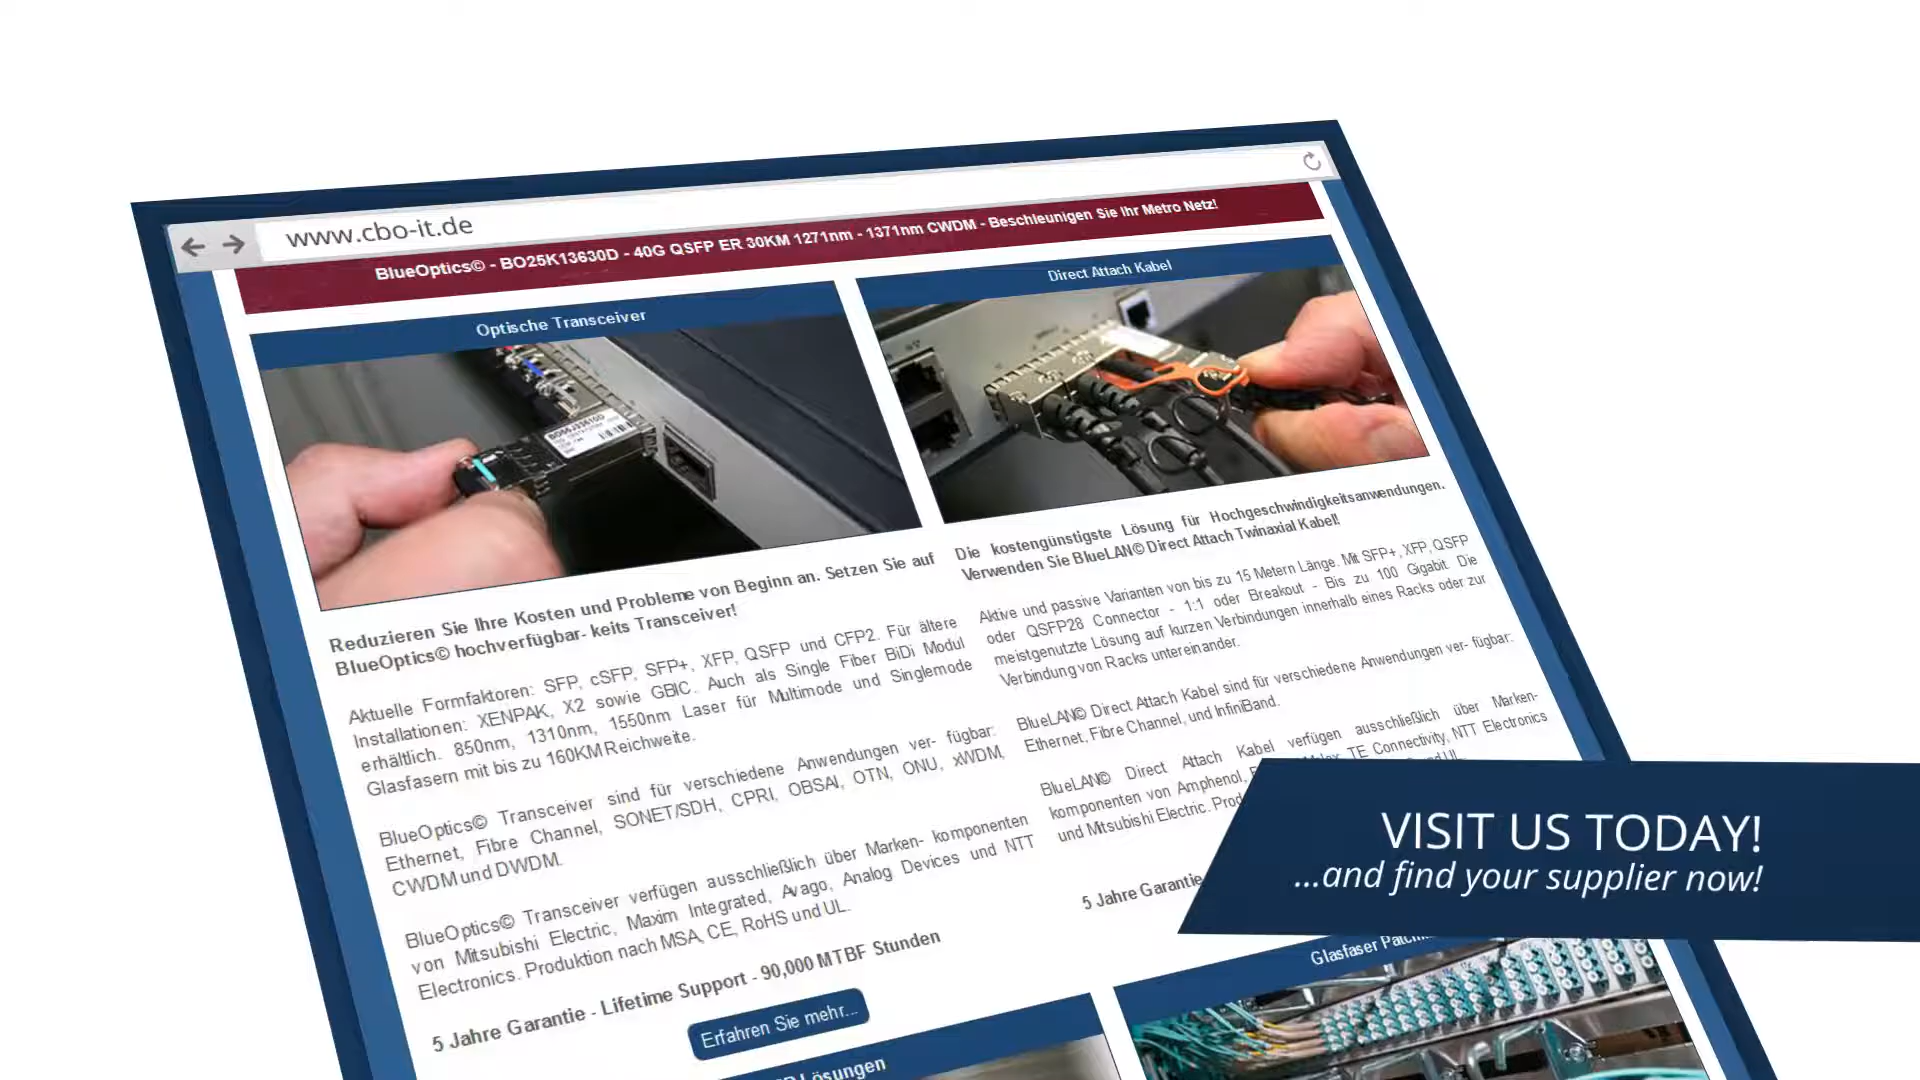 www.cbo-it.de
BlueOptics© - BO25K13630D - 40G QSFP ER 30KM 1271nm - 1371nm CWDM - Beschleunigen Sie Ihr Metro Netz!
Optische Transceiver
Reduzieren Sie Ihre Kosten und Probleme von Beginn an. Setzen Sie auf
BlueOptics© hochverfügbar- keits Transceiver!
Aktuelle Formfaktoren: SFP, cSFP, SFP+, XFP, QSFP und CFP2. Für ältere
Installationen: XENPAK, X2 sowie GBIC. Auch als Single Fiber BiDi Modul
erhältlich. 850nm, 1310nm, 1550nm Laser für Multimode und Singlemode
Glasfasern mit bis zu 160KM Reichweite.
BlueOptics© Transceiver sind für verschiedene Anwendungen ver- fügbar:
Ethernet, Fibre Channel, SONET/SDH, CPRI, OBSAI, OTN, ONU, xWDM,
CWDM und DWDM.
BlueOptics© Transceiver verfügen ausschließlich über Marken- komponenten
von Mitsubishi Electric, Maxim Integrated, Avago, Analog Devices und NTT
Electronics. Produktion nach MSA, CE, RoHS und UL.
5 Jahre Garantie - Lifetime Support - 90,000 MTBF Stunden
Erfahren Sie mehr...
Direct Attach Kabel
Die kostengünstigste Lösung für Hochgeschwindigkeitsanwendungen.
Verwenden Sie BlueLAN© Direct Attach Twinaxial Kabel!
Aktive und passive Varianten von bis zu 15 Metern Länge. Mit SFP+, XFP, QSFP
oder QSFP28 Connector - 1:1 oder Breakout - Bis zu 100 Gigabit. Die
meistgenutzte Lösung auf kurzen Verbindungen innerhalb eines Racks oder zur
Verbindung von Racks untereinander.
BlueLAN© Direct Attach Kabel sind für verschiedene Anwendungen ver- fügbar:
Ethernet, Fibre Channel, und InfiniBand.
BlueLAN© Direct Attach Kabel verfügen ausschließlich über Marken-
komponenten von Amphenol, TE Connectivity, NTT Electronics
und Mitsubishi Electric.
5 Jahre Garantie
Glasfaser
Lösungen
VISIT US TODAY!
...and find your supplier now!